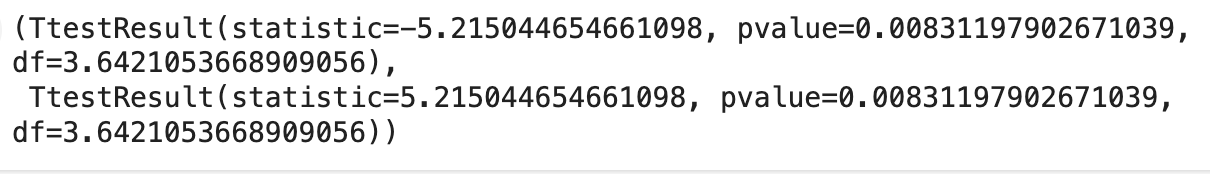 (TtestResult(statistic=-5.215044654661098, pvalue=0.00831197902671039,
df=3.6421053668909056),
 TtestResult(statistic=5.215044654661098, pvalue=0.00831197902671039,
df=3.6421053668909056))